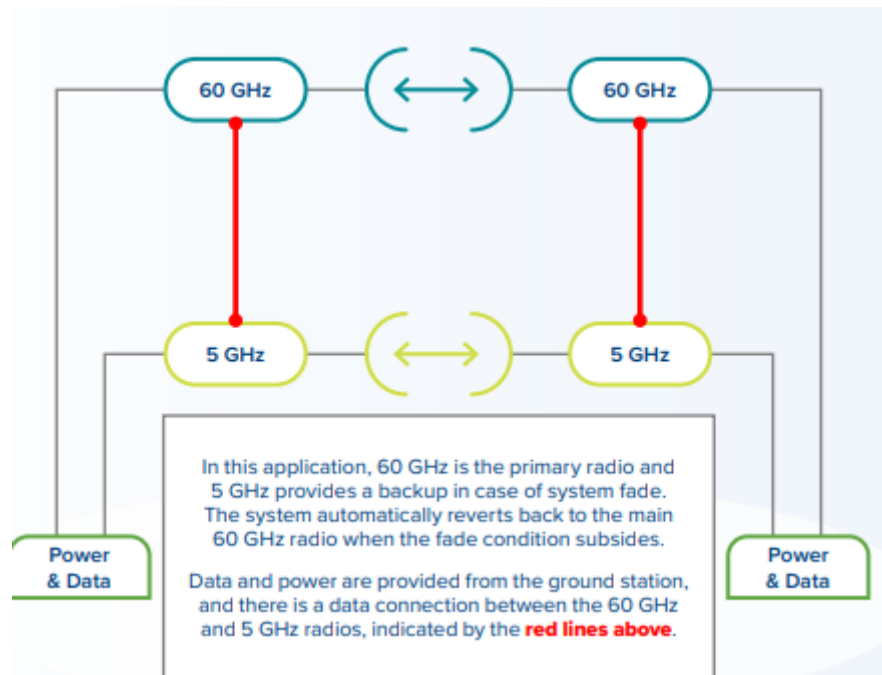 60 GHz
60 GHz
5 GHz
5 GHz
In this application, 60 GHz is the primary radio and
5 GHz provides a backup in case of system fade.
The system automatically reverts back to the main
60 GHz radio when the fade condition subsides.
Data and power are provided from the ground station,
and there is a data connection between the 60 GHz
and 5 GHz radios, indicated by the red lines above.
Power
& Data
Power
& Data